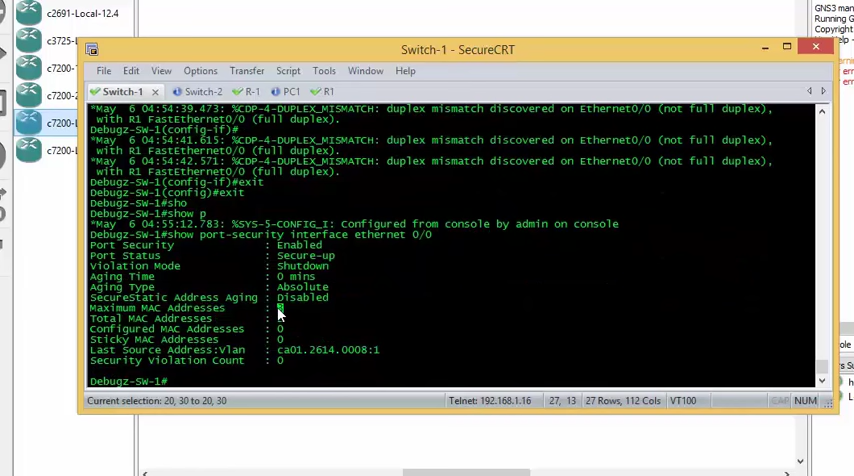 c2691-Local-12.4
c3725-L
c7200-L
c7200-2
c7200-L
c7200-L
GNS3 man
Running G
Copyright
Switch-1 - SecureCRT
File Edit View Options Transfer Script Tools Window Help
Switch-1 Switch-2 R-1 PC1 R1
*May 6 04:54:39.473: %CDP-4-DUPLEX_MISMATCH: duplex mismatch discovered on Ethernet0/0 (not full duplex),
with R1 FastEthernet0/0 (full duplex).
Debugz-SW-1(config-if)#
*May 6 04:54:41.615: %CDP-4-DUPLEX_MISMATCH: duplex mismatch discovered on Ethernet0/0 (not full duplex),
with R1 FastEthernet0/0 (full duplex).
*May 6 04:54:42.571: %CDP-4-DUPLEX_MISMATCH: duplex mismatch discovered on Ethernet0/0 (not full duplex),
with R1 FastEthernet0/0 (full duplex).
Debugz-SW-1(config-if)#exit
Debugz-SW-1(config)#exit
Debugz-SW-1#sho
Debugz-SW-1#show p
*May 6 04:55:12.783: %SYS-5-CONFIG_I: Configured from console by admin on console
Debugz-SW-1#show port-security interface ethernet 0/0
Port Security : Enabled
Port Status : Secure-up
Violation Mode : Shutdown
Aging Time : 0 mins
Aging Type : Absolute
SecureStatic Address Aging : Disabled
Maximum MAC Addresses :
Total MAC Addresses :
Configured MAC Addresses : 0
Sticky MAC Addresses : 0
Last Source Address:Vlan : ca01.2614.0008:1
Security Violation Count : 0
Debugz-SW-1#
Current selection: 20, 30 to 20, 30 Telnet: 192.168.1.16 27, 13 27 Rows, 112 Cols VT100 CAP NUM